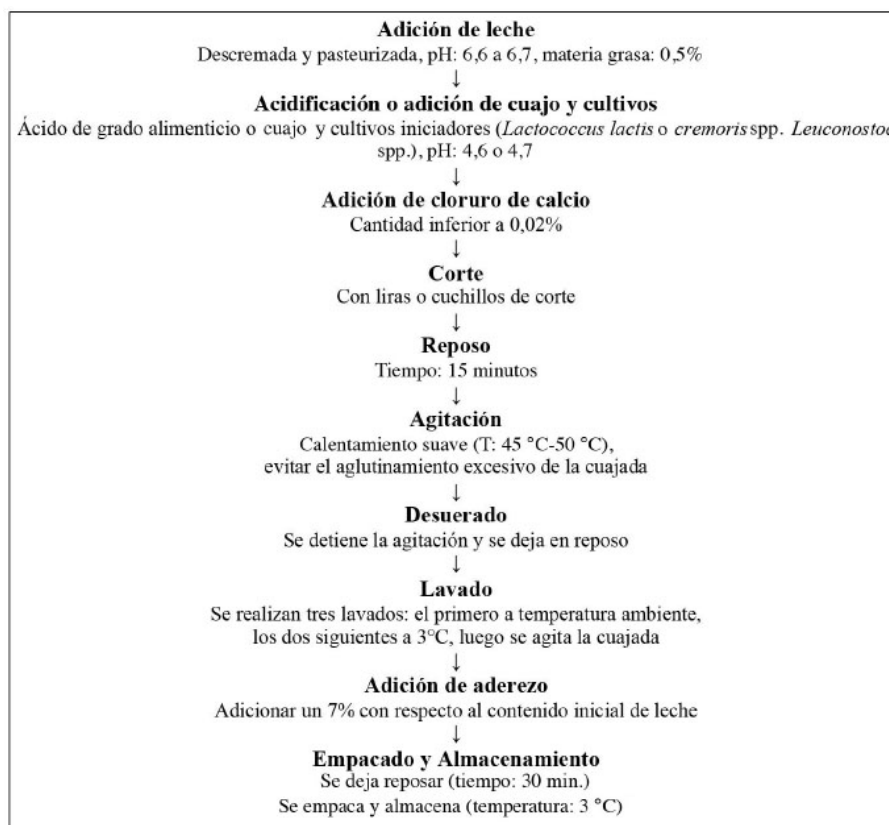 Adición de leche
Descremada y pasteurizada, pH: 6,6 a 6,7, materia grasa: 0,5%
↓
Acidificación o adición de cuajo y cultivos
Ácido de grado alimenticio o cuajo y cultivos iniciadores (Lactococcus lactis o cremoris spp. Leuconostoc
spp.), pH: 4,6 o 4,7
↓
Adición de cloruro de calcio
Cantidad inferior a 0,02%
↓
Corte
Con liras o cuchillos de corte
↓
Reposo
Tiempo: 15 minutos
↓
Agitación
Calentamiento suave (T: 45 °C-50 °C),
evitar el aglutinamiento excesivo de la cuajada
↓
Desuerado
Se detiene la agitación y se deja en reposo
↓
Lavado
Se realizan tres lavados: el primero a temperatura ambiente,
los dos siguientes a 3°C, luego se agita la cuajada
↓
Adición de aderezo
Adicionar un 7% con respecto al contenido inicial de leche
↓
Empacado y Almacenamiento
Se deja reposar (tiempo: 30 min.)
Se empaca y almacena (temperatura: 3 °C)